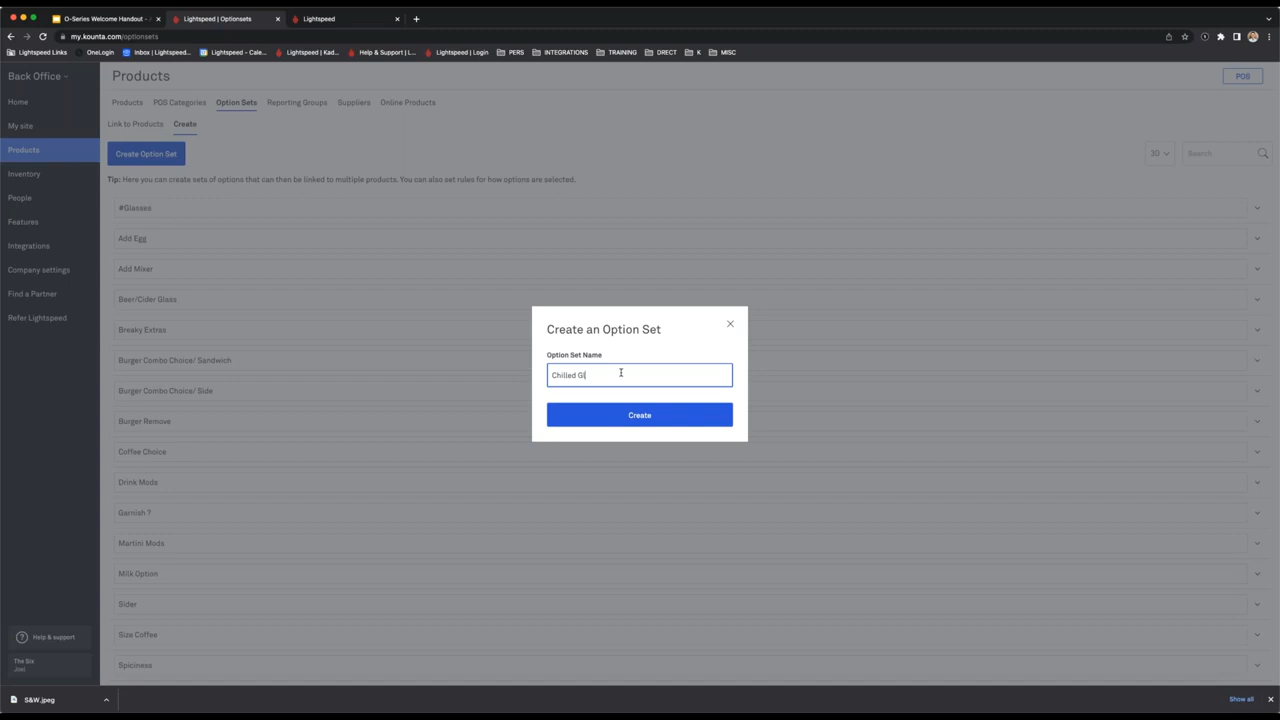 O-Series Welcome Handout - A
Lightspeed | Optionsets
Lightspeed
my.kounta.com/optionsets
Lightspeed Links
OneLogin
Inbox | Lightspeed...
Lightspeed - Cale...
Lightspeed | Kad...
Help & Support | L...
Lightspeed | Login
PERS
INTEGRATIONS
TRAINING
DRECT
K
MISC
Back Office
Home
My site
Products
Inventory
People
Features
Integrations
Company settings
Find a Partner
Refer Lightspeed
Help & support
The Six
Joel
Products
POS
Products
POS Categories
Option Sets
Reporting Groups
Suppliers
Online Products
Link to Products
Create
Create Option Set
30
Search
Tip: Here you can create sets of options that can then be linked to multiple products. You can also set rules for how options are selected.
#Glassee
Add Egg
Add Mixer
Beer/Cider Glass
Breaky Extras
Burger Combo Choice/ Sandwich
Burger Combo Choice/ Side
Burger Remove
Coffee Choice
Drink Mods
Garnish ?
Martini Mods
Milk Option
Sider
Size Coffee
Spiciness
Create an Option Set
Option Set Name
Chilled Gl
Create
S&W.jpeg
Show all